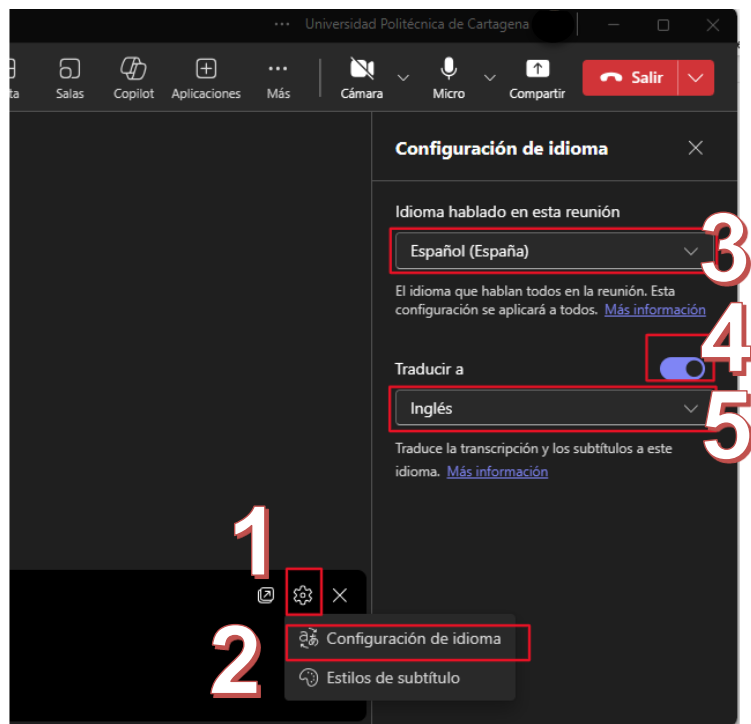 Universidad Politécnica de Cartagena
Salas
Copilot
Aplicaciones
Más
Cámara
Micro
Compartir
Salir
Configuración de idioma
Idioma hablado en esta reunión
Español (España)
3
El idioma que hablan todos en la reunión. Esta
configuración se aplicará a todos. Más información
4
Traducir a
Inglés
5
Traduce la transcripción y los subtítulos a este
idioma. Más información
1
2
Configuración de idioma
Estilos de subtítulo